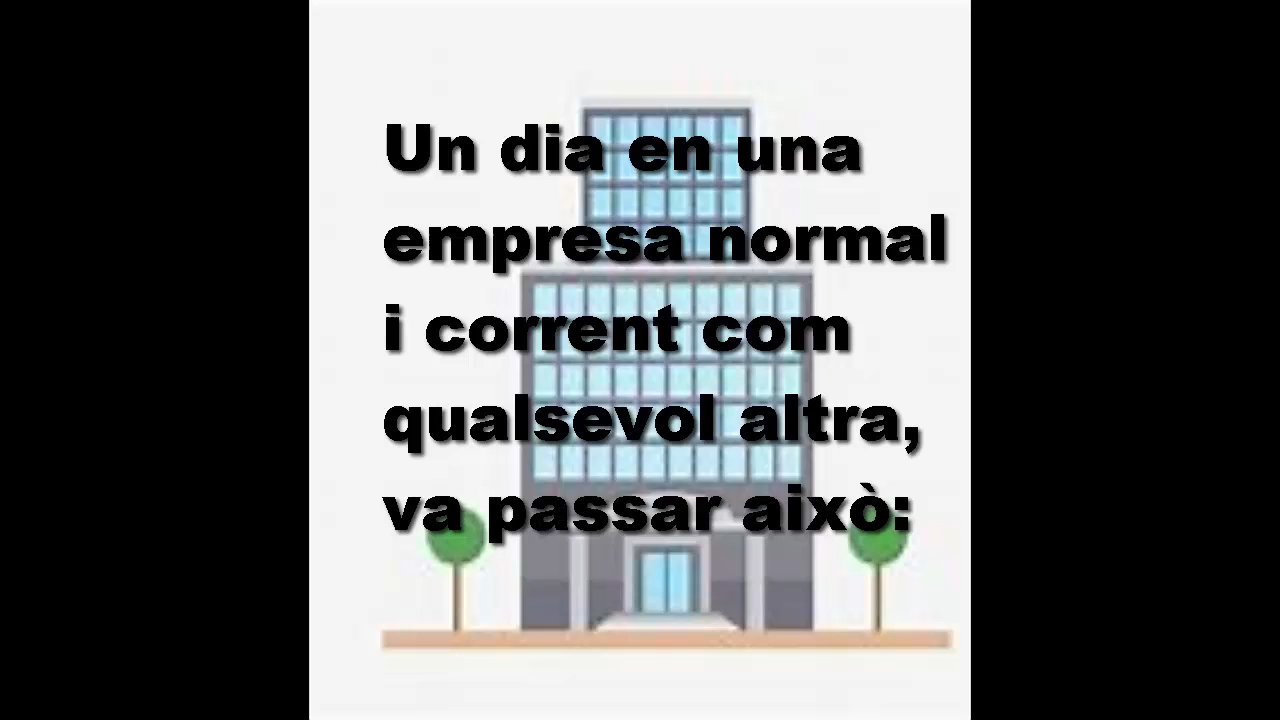 Un dia en una
empresa normal
i corrent com
qualsevol altra,
va passar això: